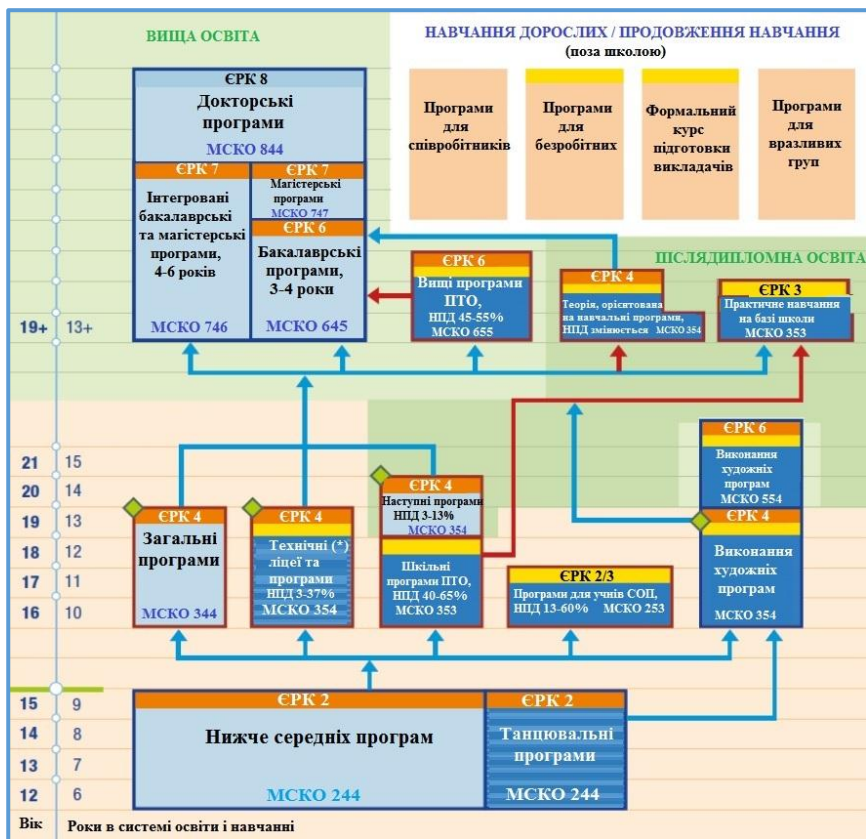 ВИЩА ОСВІТА
НАВЧАННЯ ДОРОСЛИХ / ПРОДОВЖЕННЯ НАВЧАННЯ
(поза школою)
ЄРК 8
Докторські
програми
МСКО 844
Програми
для
співробітників
Програми
для
безробітних
Формальний
курс
підготовки
викладачів
Програми
для
вразливих
груп
ЄРК 7
Інтегровані
бакалаврські
та магістерські
програми,
4-6 років
МСКО 746
ЄРК 7
Магістерські
програми
МСКО 747
ЄРК 6
Бакалаврські
програми,
3-4 роки
МСКО 645
ПІСЛЯДИПЛОМНА ОСВІТА
ЄРК 6
Вищі програми
ПТО,
НПД 45-55%
МСКО 655
ЄРК 4
Теорія, орієнтована
на навчальні програми,
НПД змінюється МСКО 354
ЄРК 3
Практичне навчання
на базі школи
МСКО 353
19+ 13+
21 15
20 14
19 13
18 12
17 11
16 10
ЄРК 4
Загальні
програми
МСКО 344
ЄРК 4
Технічні (*)
ліцеї та
програми
НПД 3-37%
МСКО 354
ЄРК 4
Наступні програми
НПД 3-13%
МСКО 354
Шкільні
програми ПТО,
НПД 40-65%
МСКО 353
ЄРК 2/3
Програми для учнів СОП,
НПД 13-60% МСКО 253
ЄРК 6
Виконання
художніх
програм
МСКО 554
ЄРК 4
Виконання
художніх
програм
МСКО 354
15 9
14 8
13 7
12 6
ЄРК 2
Нижче середніх програм
МСКО 244
ЄРК 2
Танцювальні
програми
МСКО 244
Вік Роки в системі освіти і навчанні